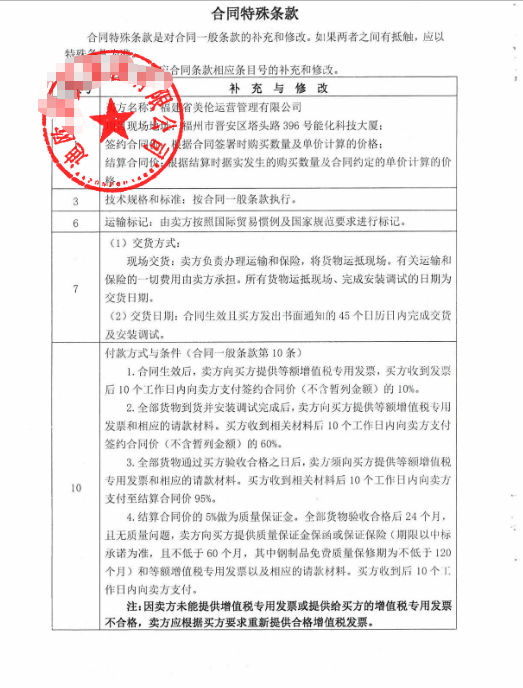 合同特殊条款
合同特殊条款是对合同一般条款的补充和修改。如果两者之间有抵触，应以
特殊条
合同条款相应条目号的补充和修改。
补 充 与 修 改
方名称：福建省美伦运营管理有限公司
现场地址：福州市晋安区塔头路 396 号能化科技大厦；
签约合同价：根据合同签署时购买数量及单价计算的价格；
结算合同价：根据结算时据实发生的购买数量及合同约定的单价计算的价
格
有限公司
3 技术规格和标准：按合同一般条款执行。
6 运输标记：由卖方按照国际贸易惯例及国家规范要求进行标记。
（1）交货方式：
现场交货：卖方负责办理运输和保险，将货物运抵现场。有关运输和
7 保险的一切费用由卖方承担。所有货物运抵现场、完成安装调试的日期为
交货日期。
（2）交货日期：合同生效且买方发出书面通知的 45 个日历日内完成交货
及安装调试。
付款方式与条件（合同一般条款第 10 条）
1.合同生效后，卖方向买方提供等额增值税专用发票，买方收到发票
后 10 个工作日内向卖方支付签约合同价（不含暂列金额）的 10%。
2.全部货物到货并安装调试完成后，卖方向买方提供等额增值税专用
发票和相应的请款材料。买方收到相关材料后 10 个工作日内向卖方支付
签约合同价（不含暂列金额）的 60%。
3.全部货物通过买方验收合格之日后，卖方须向买方提供等额增值税
专用发票和相应的请款材料。买方收到相关材料后 10 个工作日内向卖方
10 支付至结算合同价 95%。
4.结算合同价的 5%做为质量保证金。全部货物验收合格后 24 个月，
且无质量问题，卖方向买方提供质量保证金保函或保证保险（期限以中标
承诺为准，且不低于 60 个月，其中钢制品免费质量保修期为不低于 120
个月）和等额增值税专用发票以及相应的请款材料。买方收到后 10 个工
作日内向卖方支付。
注：因卖方未能提供增值税专用发票或提供给买方的增值税专用发票
不合格，卖方应根据买方要求重新提供合格增值税发票。